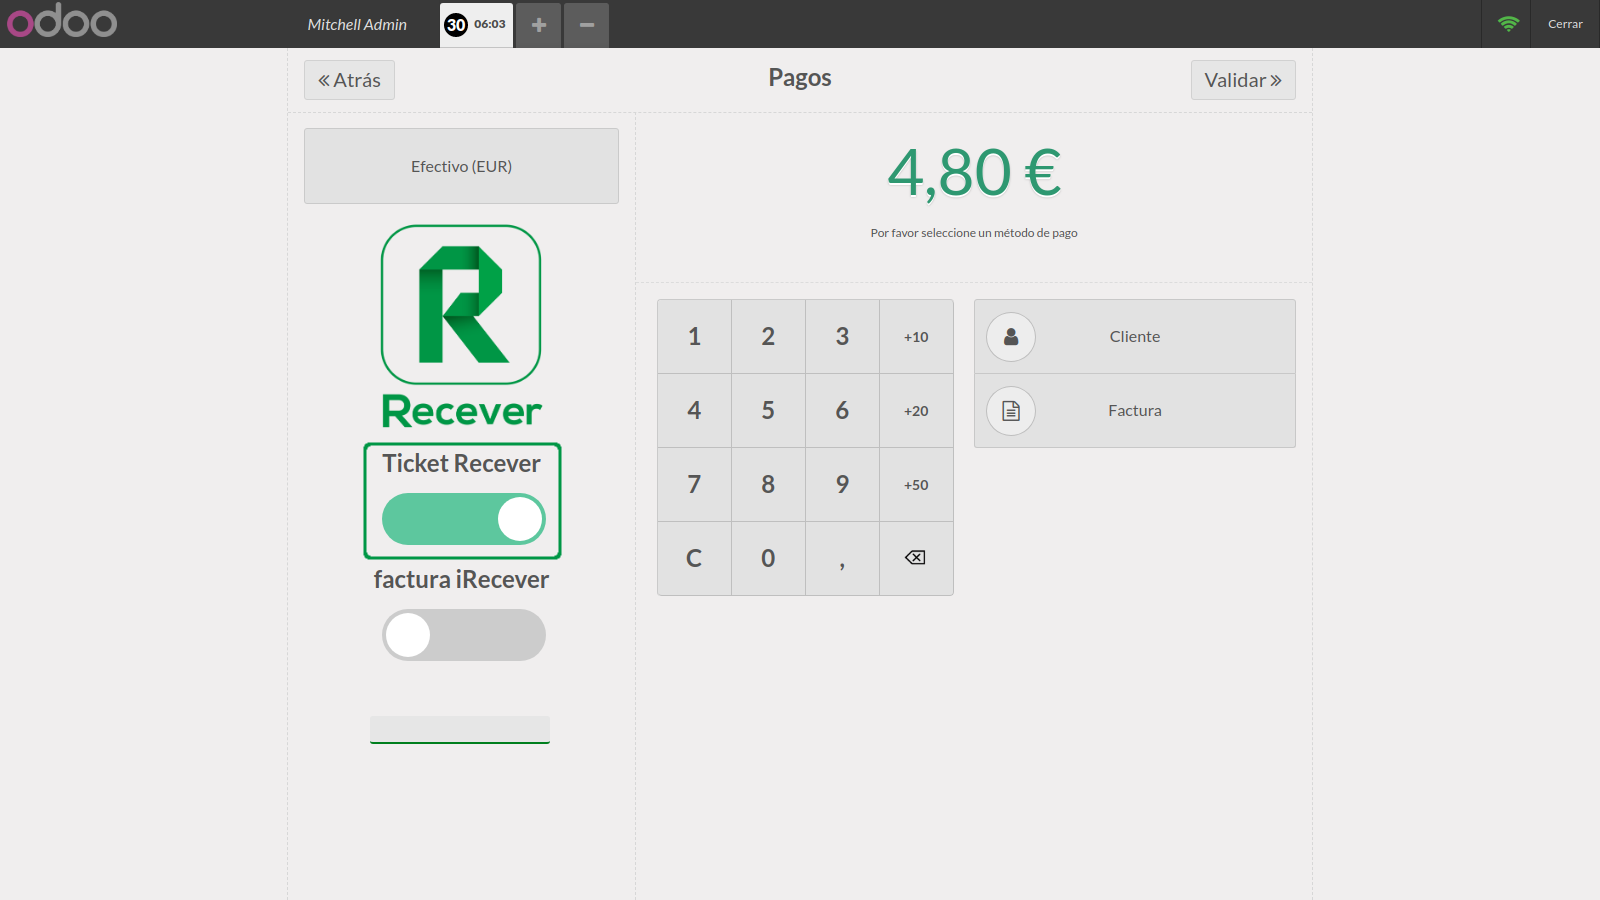 odoo
Mitchell Admin
30 06:03
Cerrar
Atrás
Pagos
Validar
Efectivo (EUR)
4,80 €
Por favor seleccione un método de pago
Recever
Ticket Recever
factura iRecever
1 2 3 +10
4 5 6 +20
7 8 9 +50
C 0 ,
Cliente
Factura